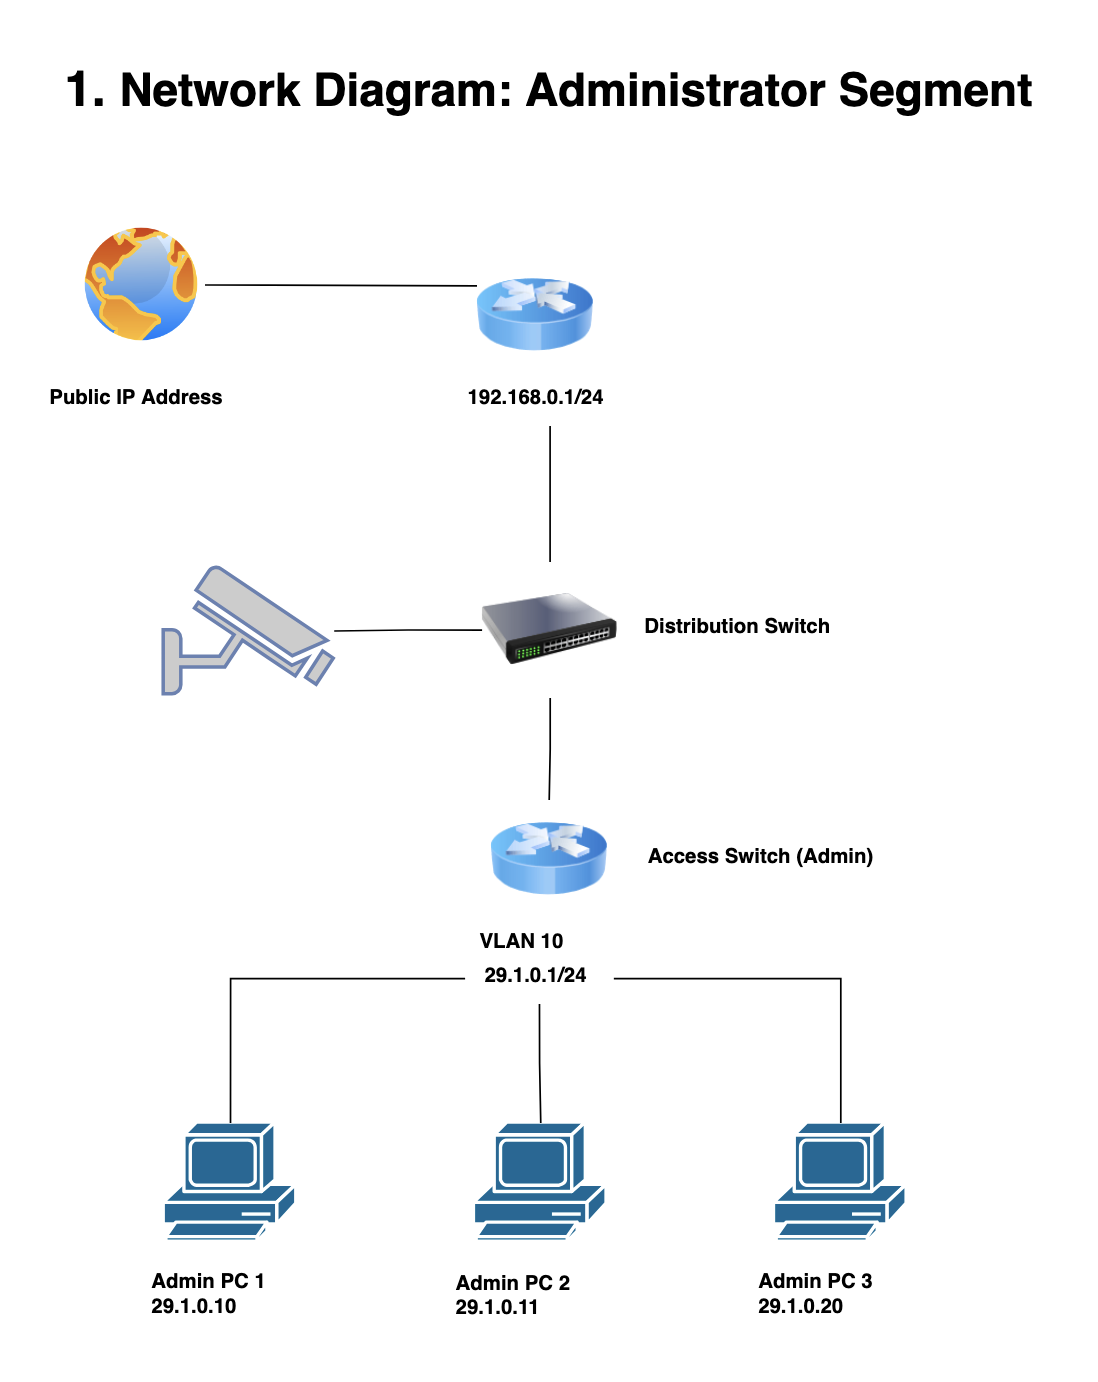 1. Network Diagram: Administrator Segment
Public IP Address
192.168.0.1/24
Distribution Switch
Access Switch (Admin)
VLAN 10
29.1.0.1/24
Admin PC 1
29.1.0.10
Admin PC 2
29.1.0.11
Admin PC 3
29.1.0.20